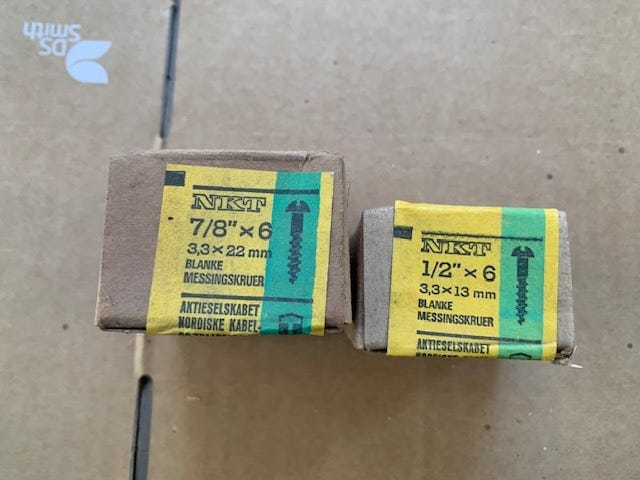 DS
Smith
NKT
7/8" x 6
3,3 x 22 mm
BLANKE
MESSINGSKRUER
AKTIESELSKABET
NORDISKE KABEL-
NKT
1/2" x 6
3,3 x 13 mm
BLANKE
MESSINGSKRUER
AKTIESELSKABET